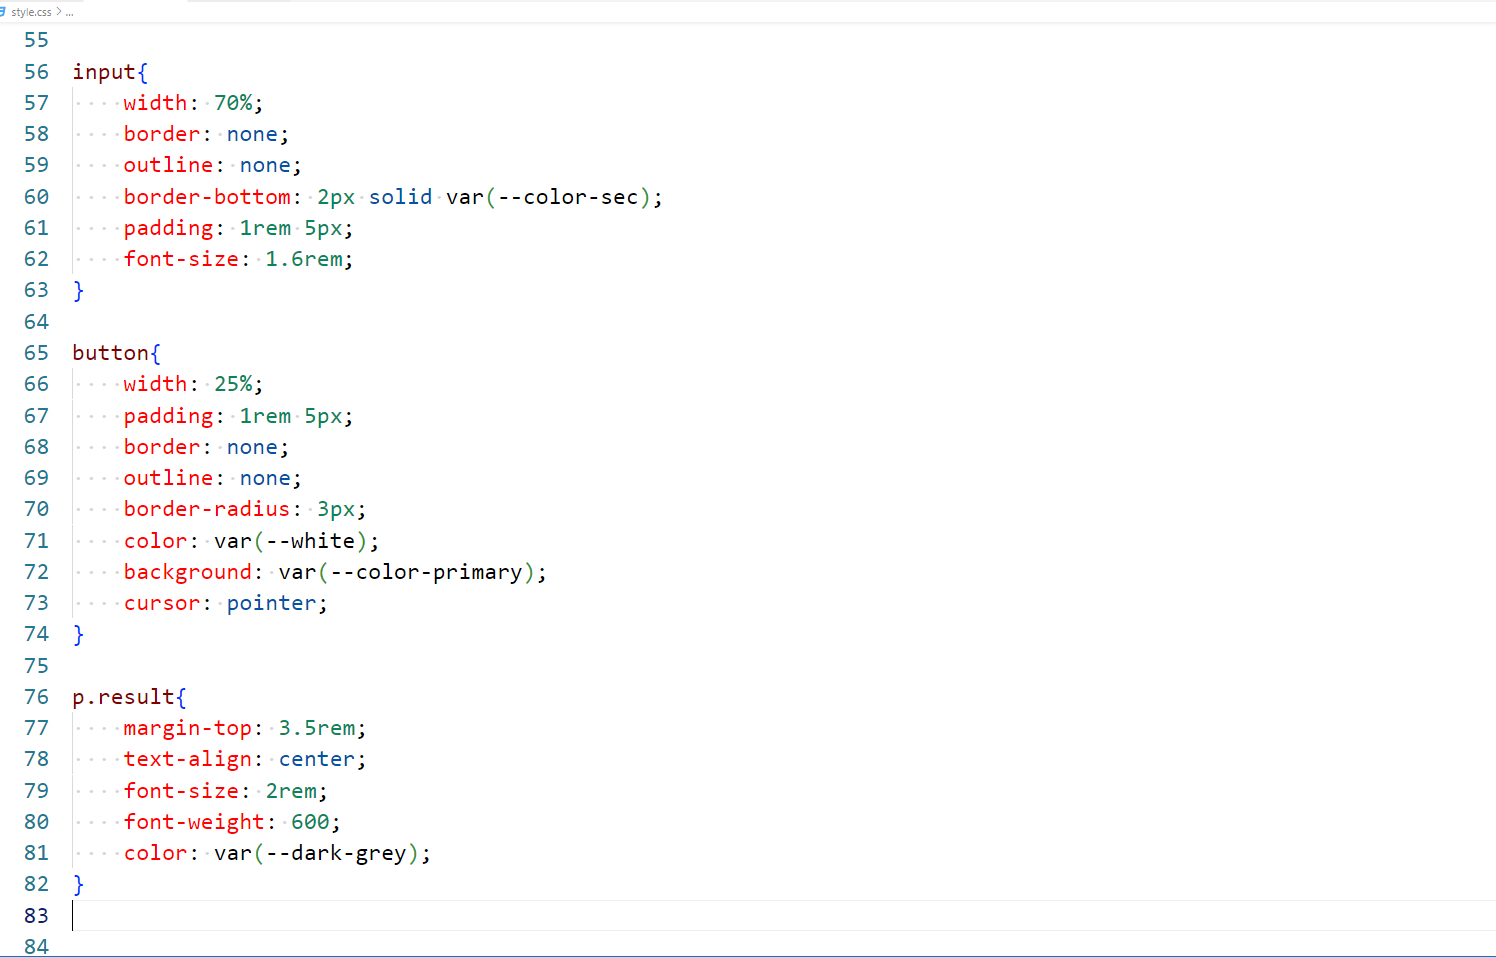 style.css > ...
55
56 input{
57     width: 70%;
58     border: none;
59     outline: none;
60     border-bottom: 2px solid var(--color-sec);
61     padding: 1rem 5px;
62     font-size: 1.6rem;
63 }
64
65 button{
66     width: 25%;
67     padding: 1rem 5px;
68     border: none;
69     outline: none;
70     border-radius: 3px;
71     color: var(--white);
72     background: var(--color-primary);
73     cursor: pointer;
74 }
75
76 p.result{
77     margin-top: 3.5rem;
78     text-align: center;
79     font-size: 2rem;
80     font-weight: 600;
81     color: var(--dark-grey);
82 }
83
84